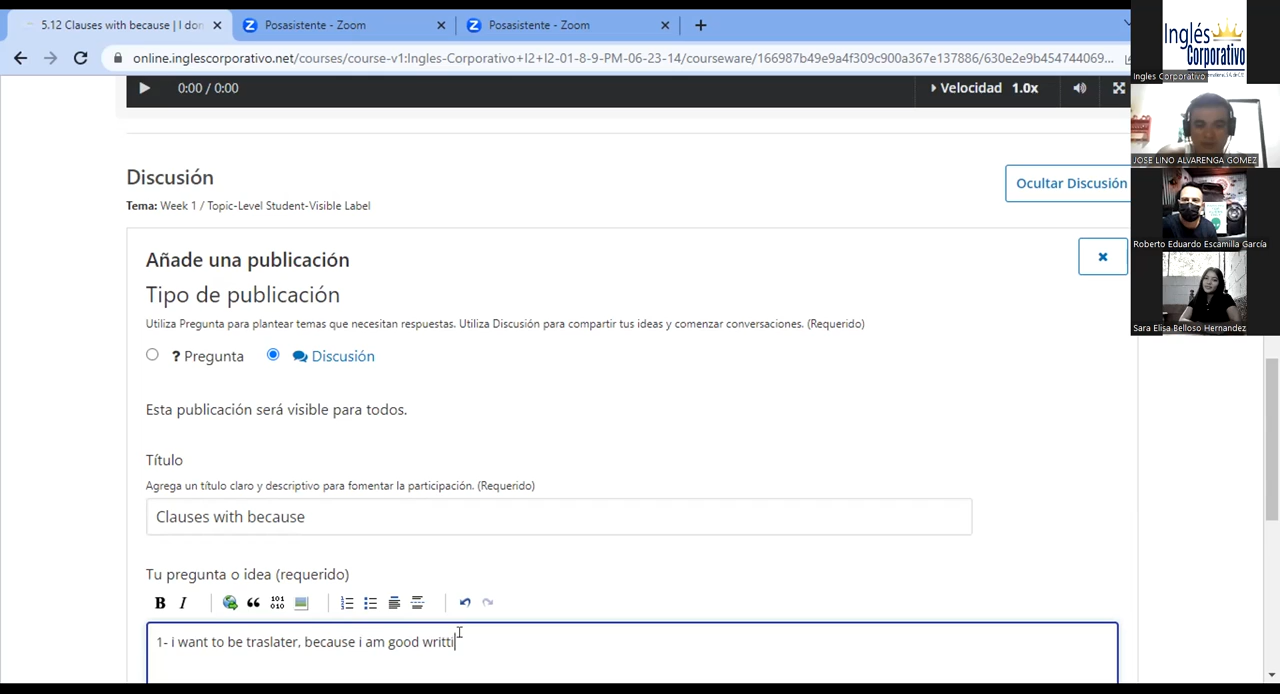 5.12 Clauses with because | I don
Posasistente - Zoom
Posasistente - Zoom
online.inglescorporativo.net/courses/course-v1:Ingles-Corporativo+I2+I2-01-8-9-PM-06-23-14/courseware/166987b49e9a4f309c900a367e137886/630e2e9b454744069...
0:00 / 0:00
Velocidad 1.0x
Discusión
Ocultar Discusión
Tema: Week 1 / Topic-Level Student-Visible Label
Añade una publicación
Tipo de publicación
Utiliza Pregunta para plantear temas que necesitan respuestas. Utiliza Discusión para compartir tus ideas y comenzar conversaciones. (Requerido)
? Pregunta
Discusión
Esta publicación será visible para todos.
Título
Agrega un título claro y descriptivo para fomentar la participación. (Requerido)
Clauses with because
Tu pregunta o idea (requerido)
B I
1- i want to be traslater, because i am good writti
Inglés
Corporativo
Ingles Corporativo
JOSE LINO ALVARENGA GOMEZ
Roberto Eduardo Escamilla García
Sara Elisa Belloso Hernandez